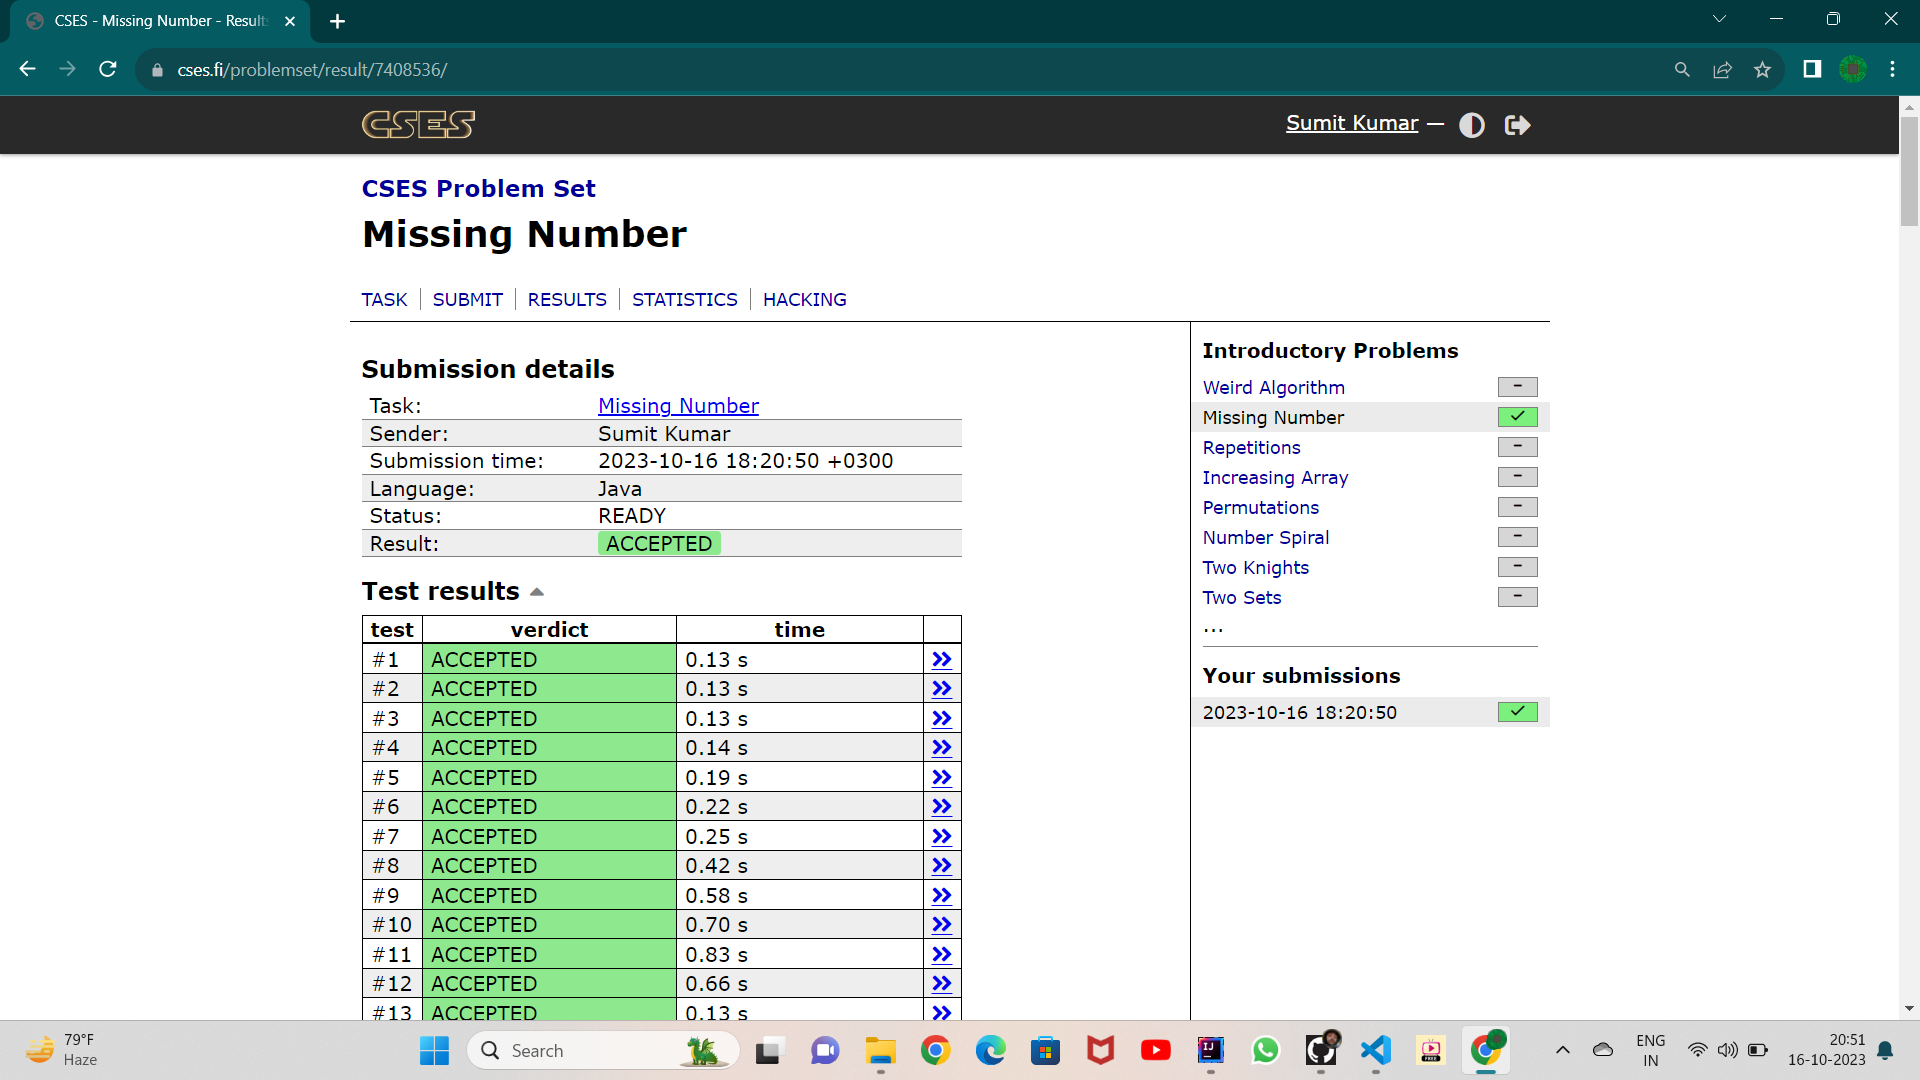 CSES - Missing Number - Results
cses.fi/problemset/result/7408536/
CSES
Sumit Kumar —
CSES Problem Set
Missing Number
TASK SUBMIT RESULTS STATISTICS HACKING
Submission details
Task: Missing Number
Sender: Sumit Kumar
Submission time: 2023-10-16 18:20:50 +0300
Language: Java
Status: READY
Result: ACCEPTED
Test results
test verdict time
#1 ACCEPTED 0.13 s »
#2 ACCEPTED 0.13 s »
#3 ACCEPTED 0.13 s »
#4 ACCEPTED 0.14 s »
#5 ACCEPTED 0.19 s »
#6 ACCEPTED 0.22 s »
#7 ACCEPTED 0.25 s »
#8 ACCEPTED 0.42 s »
#9 ACCEPTED 0.58 s »
#10 ACCEPTED 0.70 s »
#11 ACCEPTED 0.83 s »
#12 ACCEPTED 0.66 s »
#13 ACCEPTED 0.13 s »
Introductory Problems
Weird Algorithm -
Missing Number ✓
Repetitions -
Increasing Array -
Permutations -
Number Spiral -
Two Knights -
Two Sets -
...
Your submissions
2023-10-16 18:20:50 ✓
79°F
Haze
Search
IJ
FREE
ENG
IN
20:51
16-10-2023